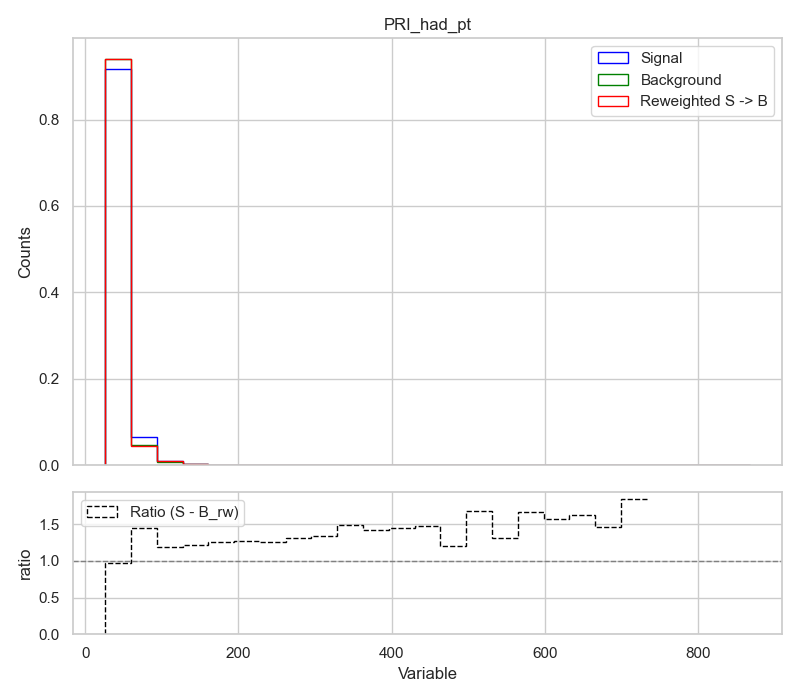 PRI_had_pt
Signal
Background
Reweighted S -> B
Counts
0.8
0.6
0.4
0.2
0.0
Ratio (S - B_rw)
ratio
1.5
1.0
0.5
0.0
0 200 400 600 800
Variable